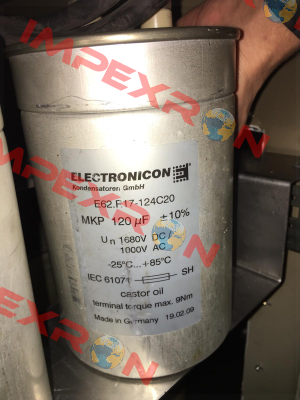 IMPEXRON
ELECTRONICON
Kondensatoren GmbH
E62.F17-124C20
MKP 120 µF ±10%
Un 1680V DC/
1000V AC
-25°C...+85°C
IEC 61071 SH
castor oil
terminal torque max. 9Nm
Made in Germany 19.02.09
IMPEXRON